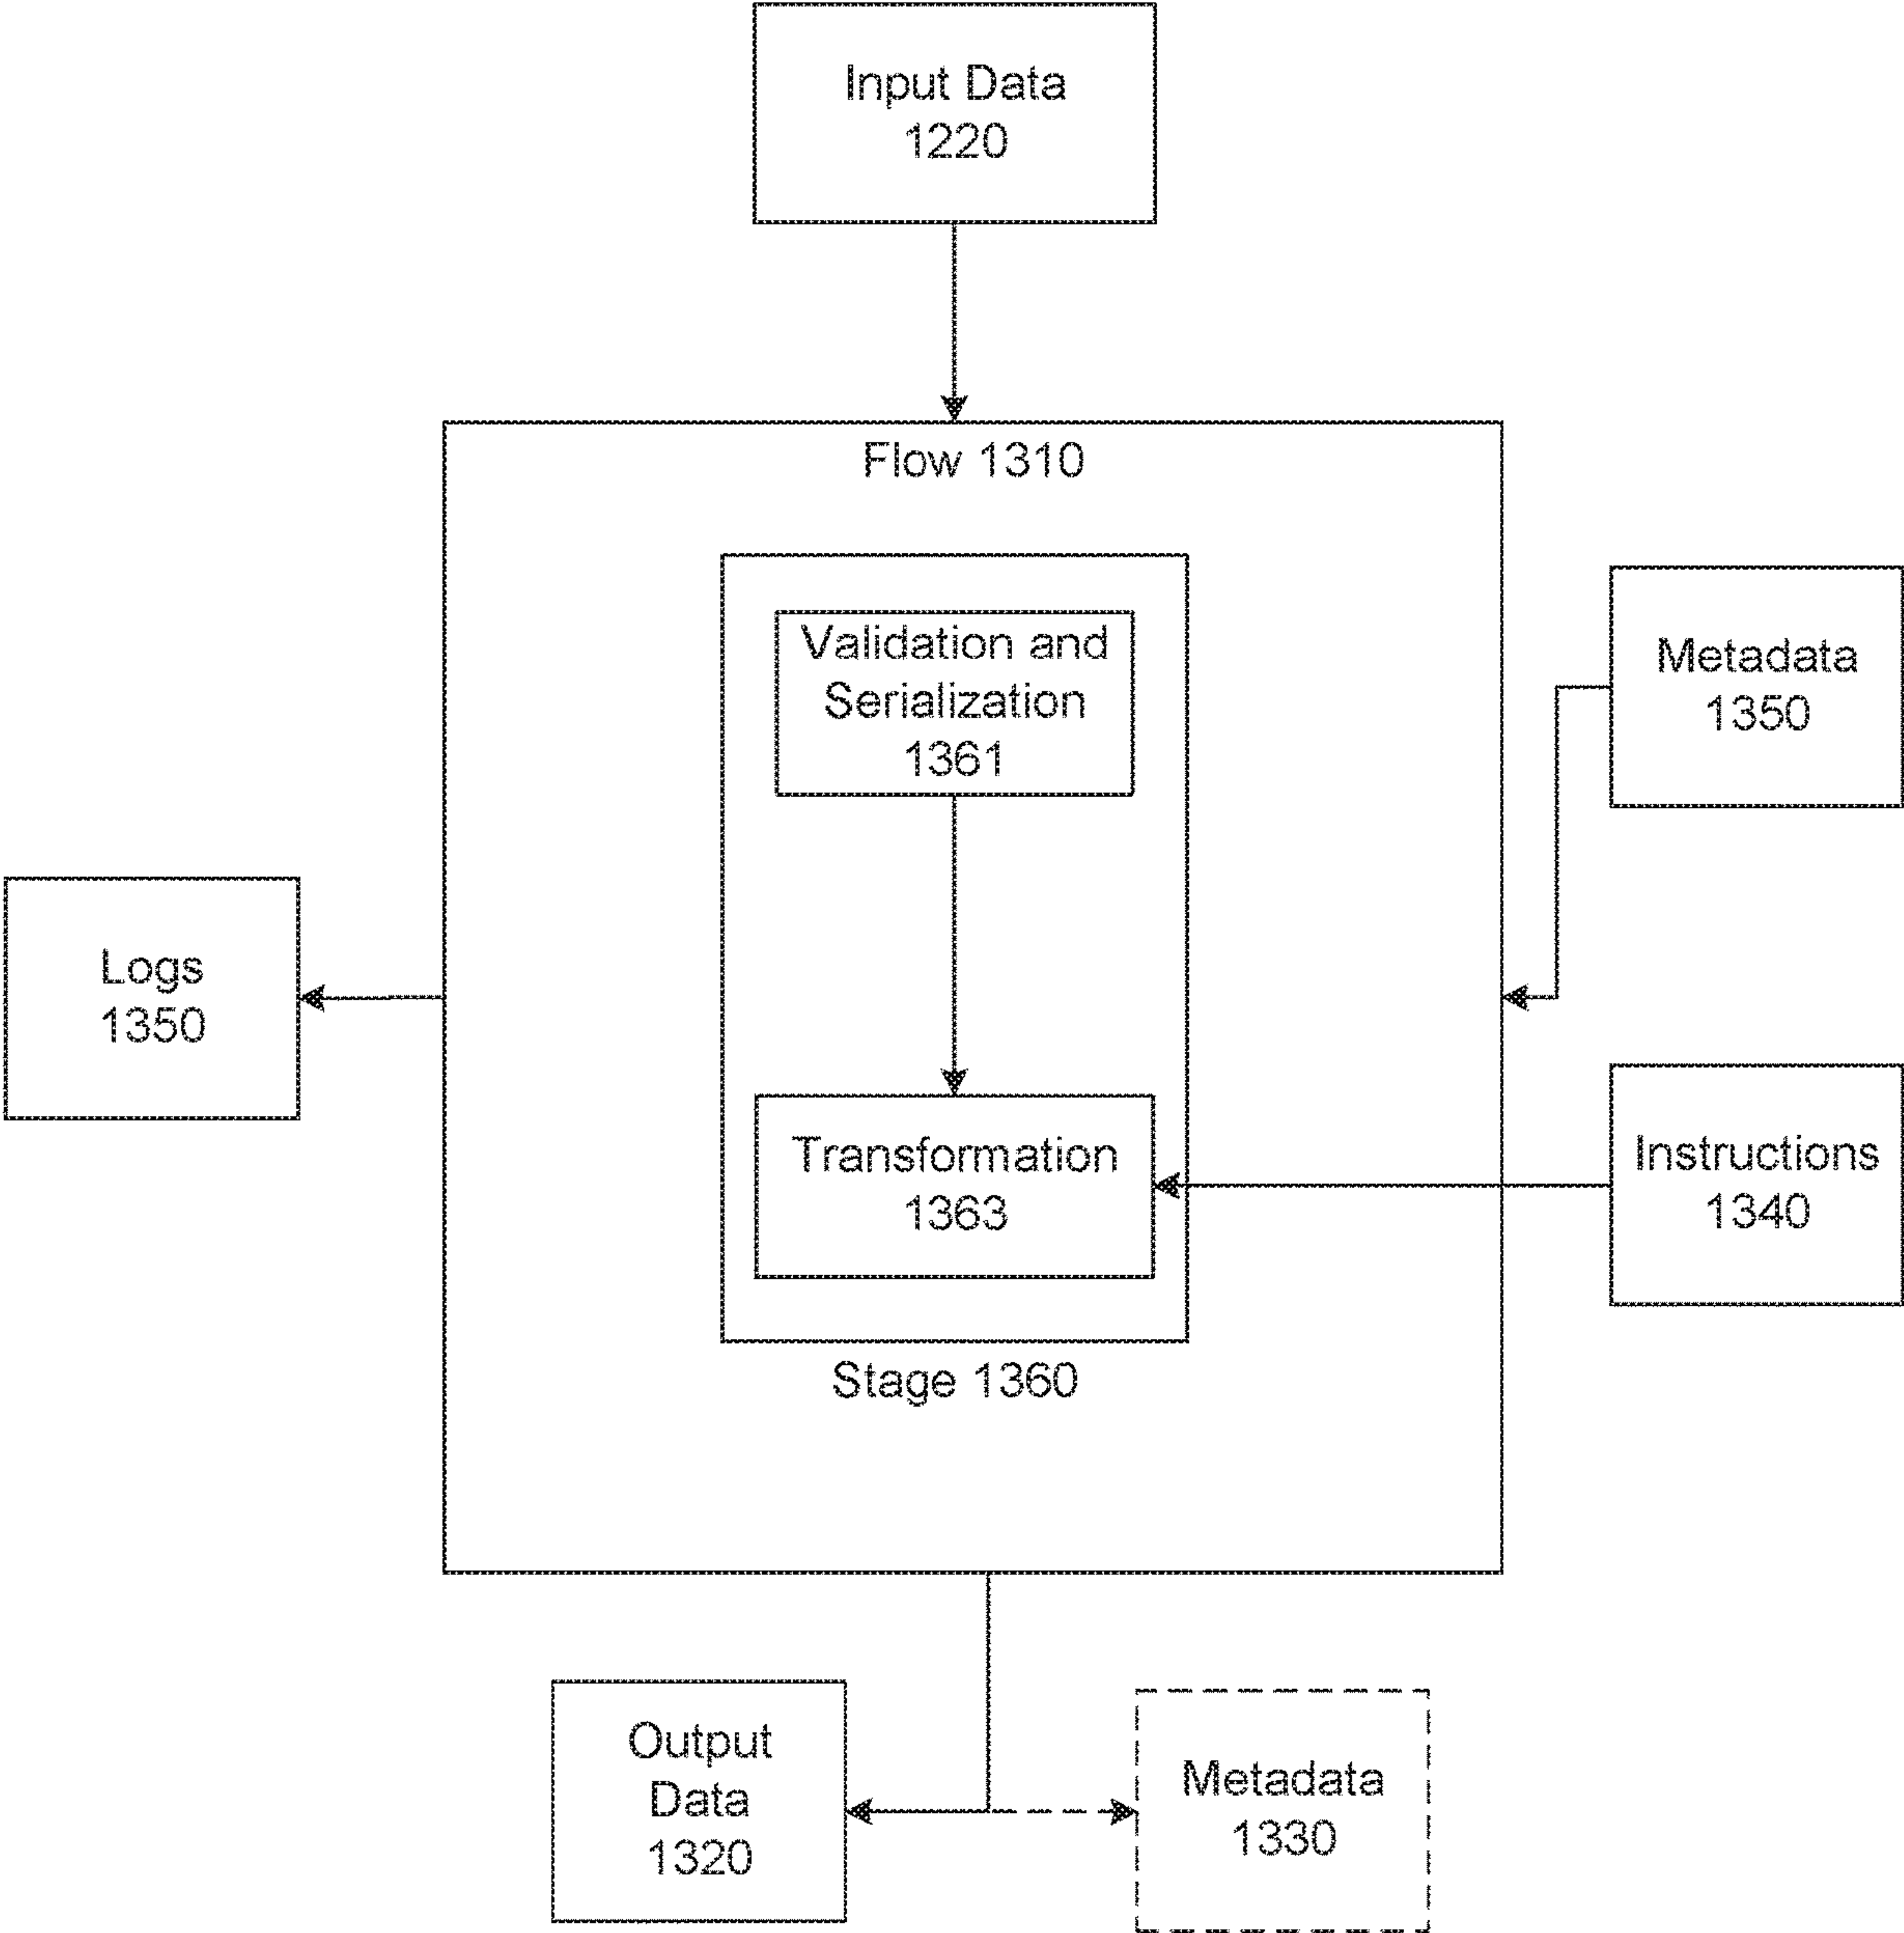 Input Data
1220
Flow 1310
Validation and
Serialization
1361
Metadata
1350
Logs
1350
Transformation
1363
Instructions
1340
Stage 1360
Output
Data
1320
Metadata
1330